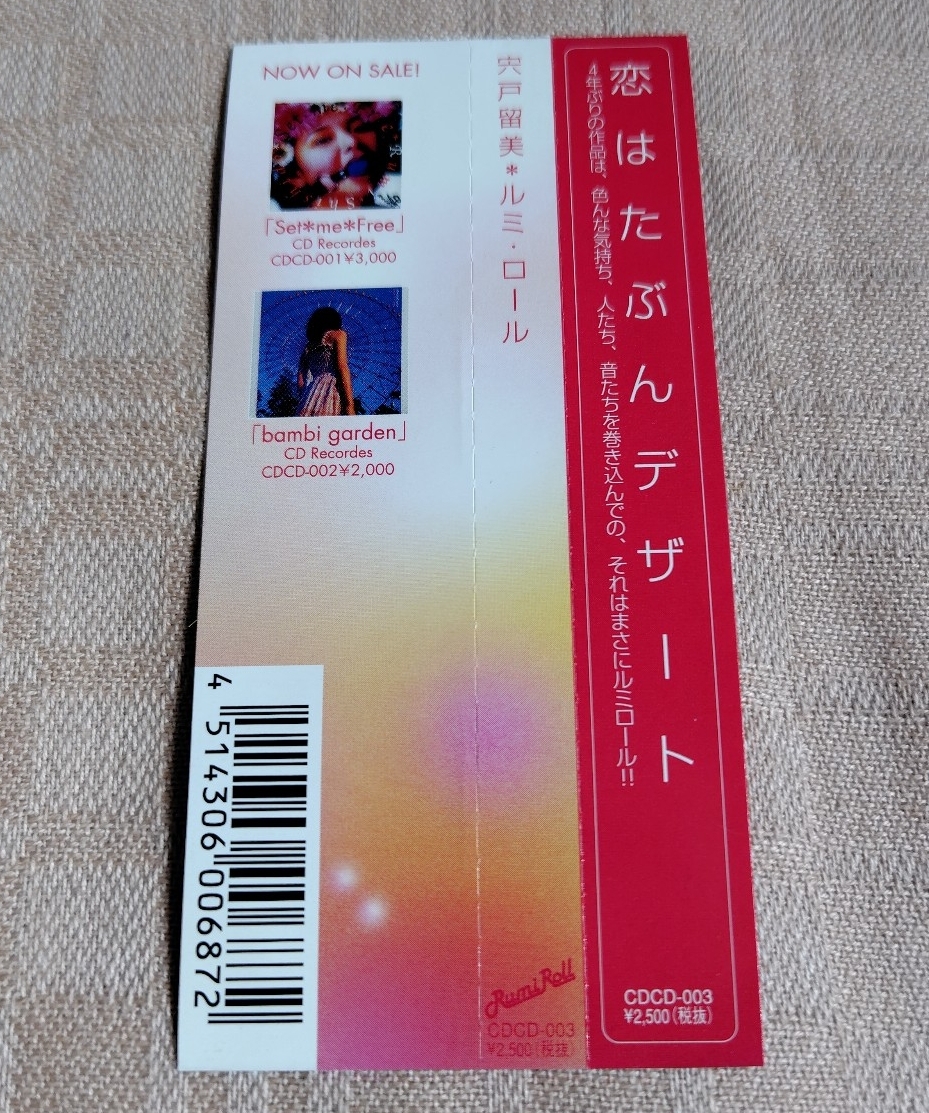 恋はたぶんデザート
4年ぶりの作品は、色んな気持ち、人たち、音たちを巻き込んでの、それはまさにルミロール!!
CDCD-003
¥2,500(税抜)
宍戸留美*ルミ・ロール
Rumi Roll
CDCD-003
¥2,500(税抜)
NOW ON SALE!
「Set*me*Free」
CD Recordes
CDCD-001¥3,000
「bambi garden」
CD Recordes
CDCD-002¥2,000
4 514306 006872